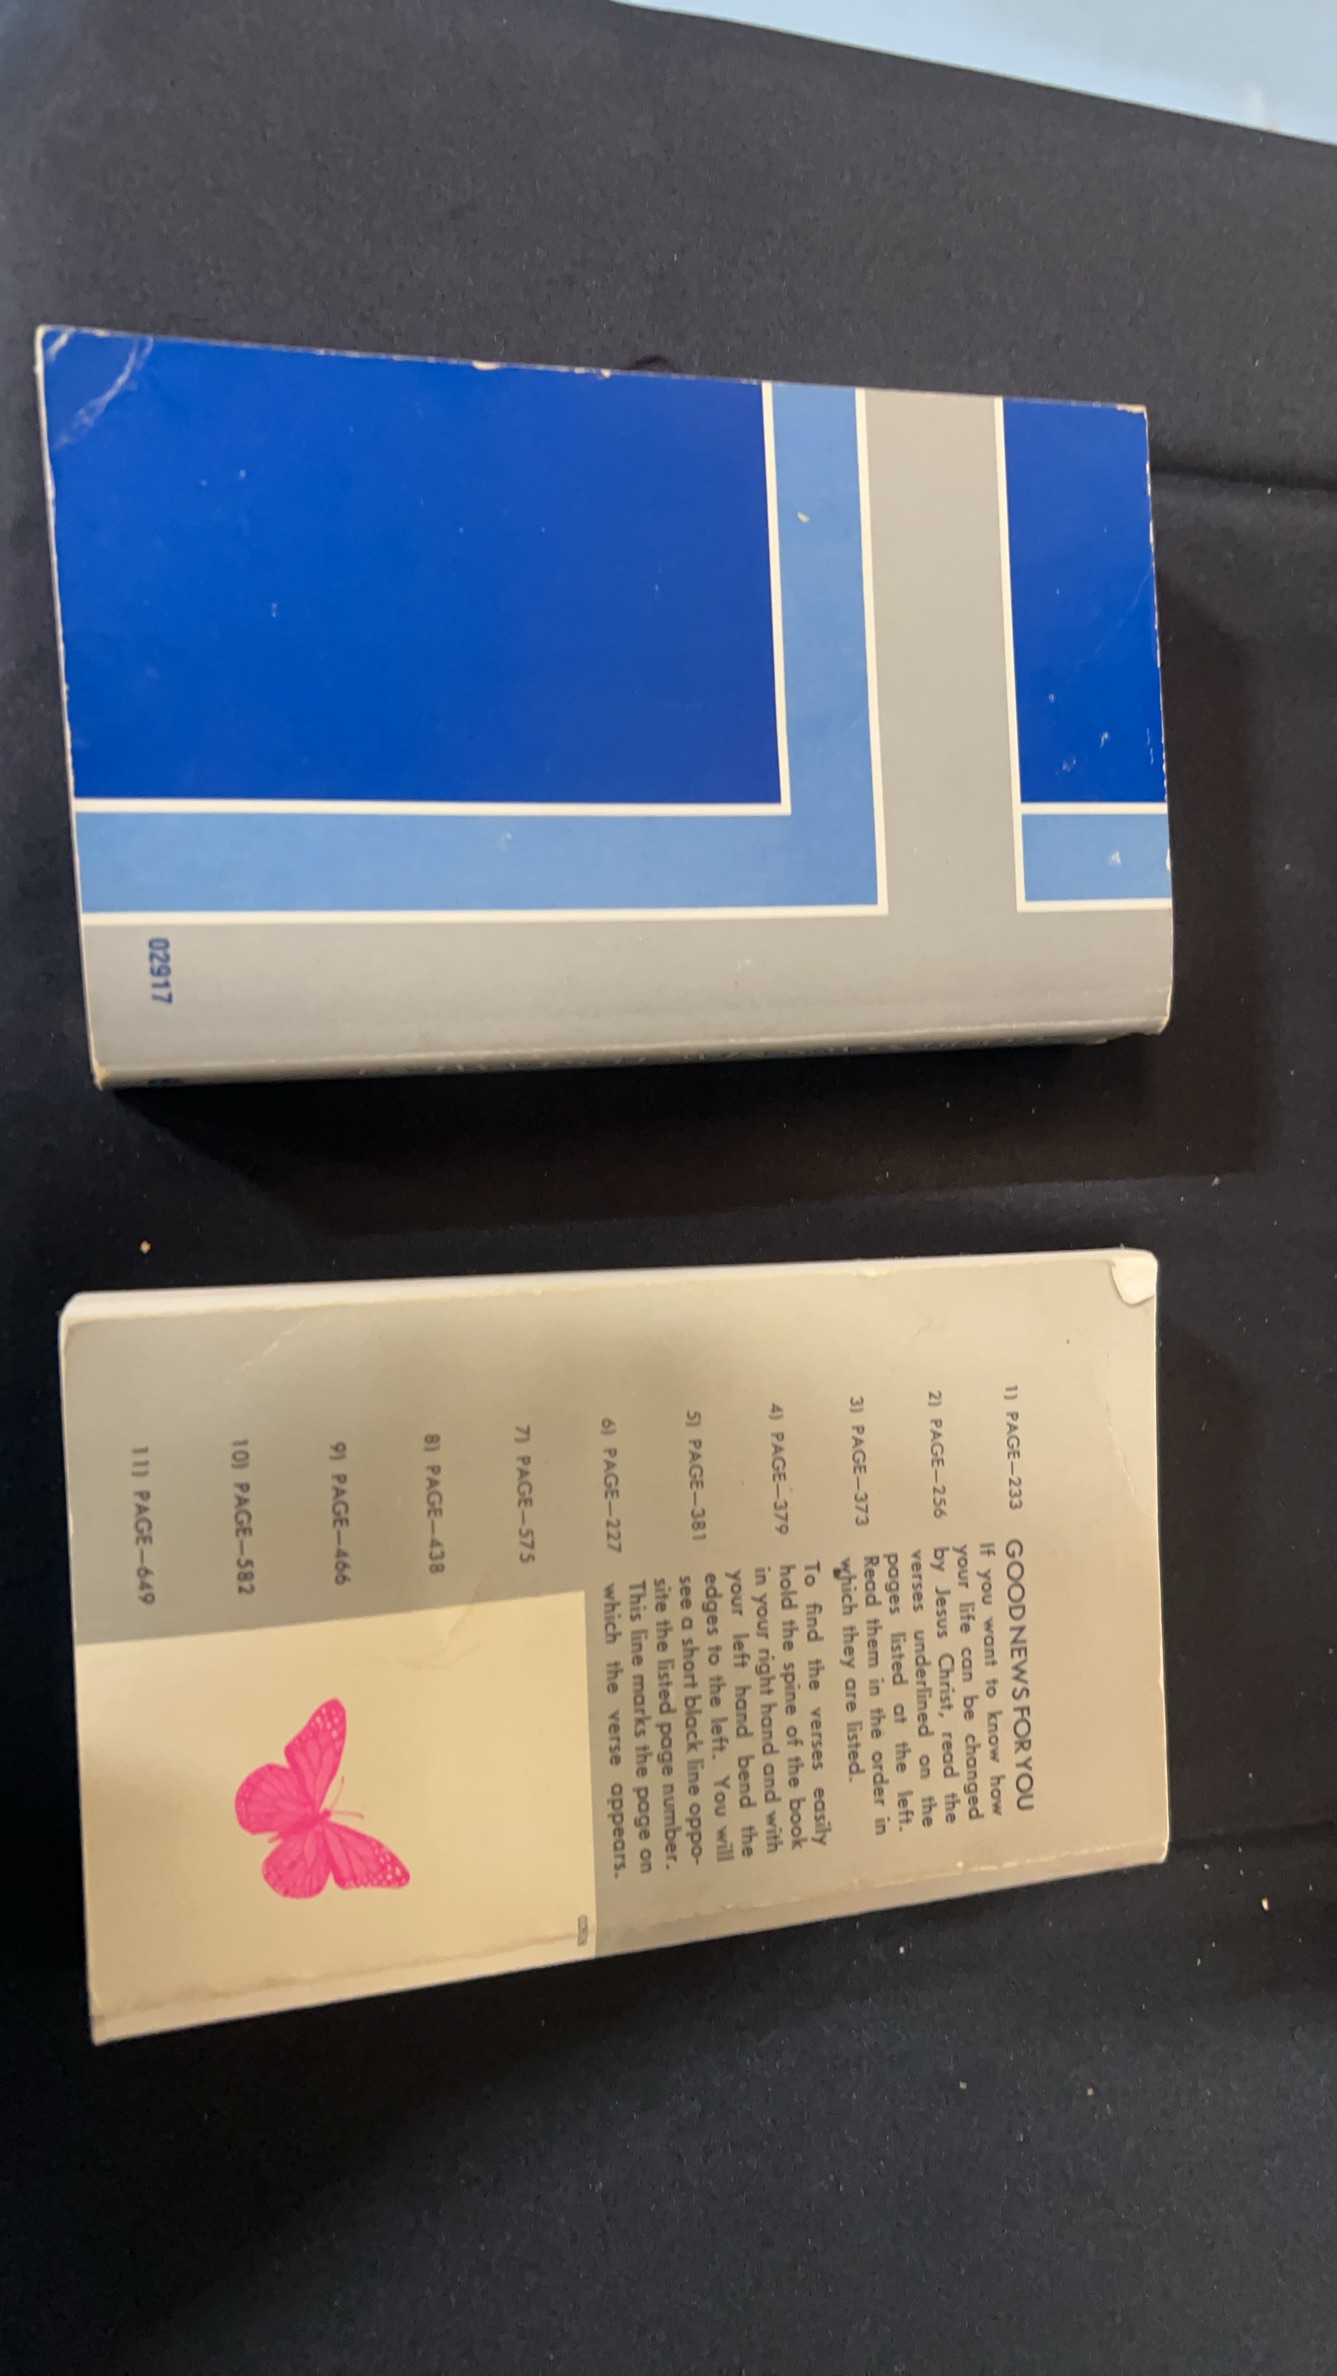 02917
1) PAGE—233
2) PAGE—256
3) PAGE—373
4) PAGE—379
5) PAGE—381
6) PAGE—227
7) PAGE—575
8) PAGE—438
9) PAGE—466
10) PAGE—582
11) PAGE—649
GOOD NEWS FOR YOU
If you want to know how
your life can be changed
by Jesus Christ, read the
verses underlined on the
pages listed at the left.
Read them in the order in
which they are listed.
To find the verses easily
hold the spine of the book
in your right hand and with
your left hand bend the
edges to the left. You will
see a short black line oppo-
site the listed page number.
This line marks the page on
which the verse appears.